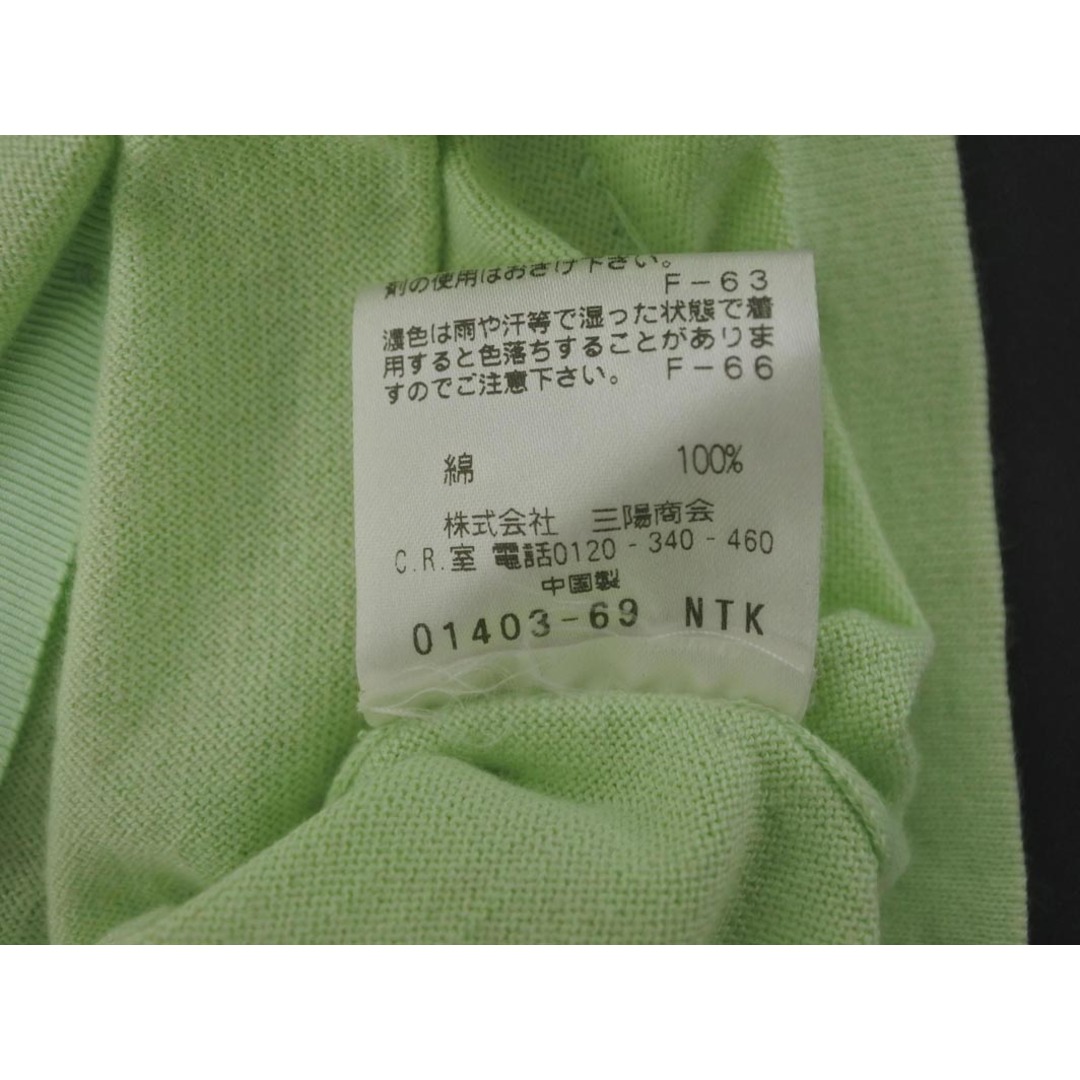 剤の使用はおさけ下さい。
F-63
濃色は雨や汗等で湿った状態で着
用すると色落ちすることがありま
すのでご注意下さい。 F-66
綿 100%
株式会社 三陽商会
C.R.室 電話0120-340-460
中国製
01403-69 NTK